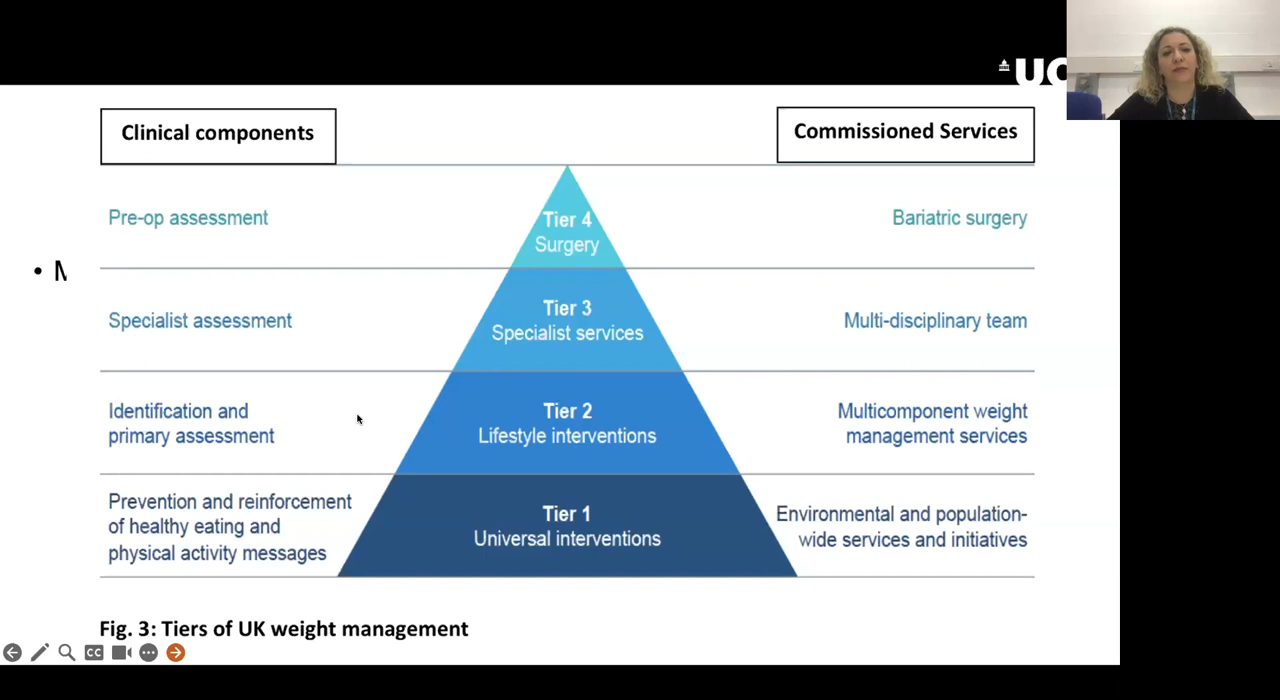 UC
Clinical components
Commissioned Services
Pre-op assessment
Tier 4
Surgery
Bariatric surgery
Specialist assessment
Tier 3
Specialist services
Multi-disciplinary team
Identification and
primary assessment
Tier 2
Lifestyle interventions
Multicomponent weight
management services
Prevention and reinforcement
of healthy eating and
physical activity messages
Tier 1
Universal interventions
Environmental and population-
wide services and initiatives
Fig. 3: Tiers of UK weight management
CC